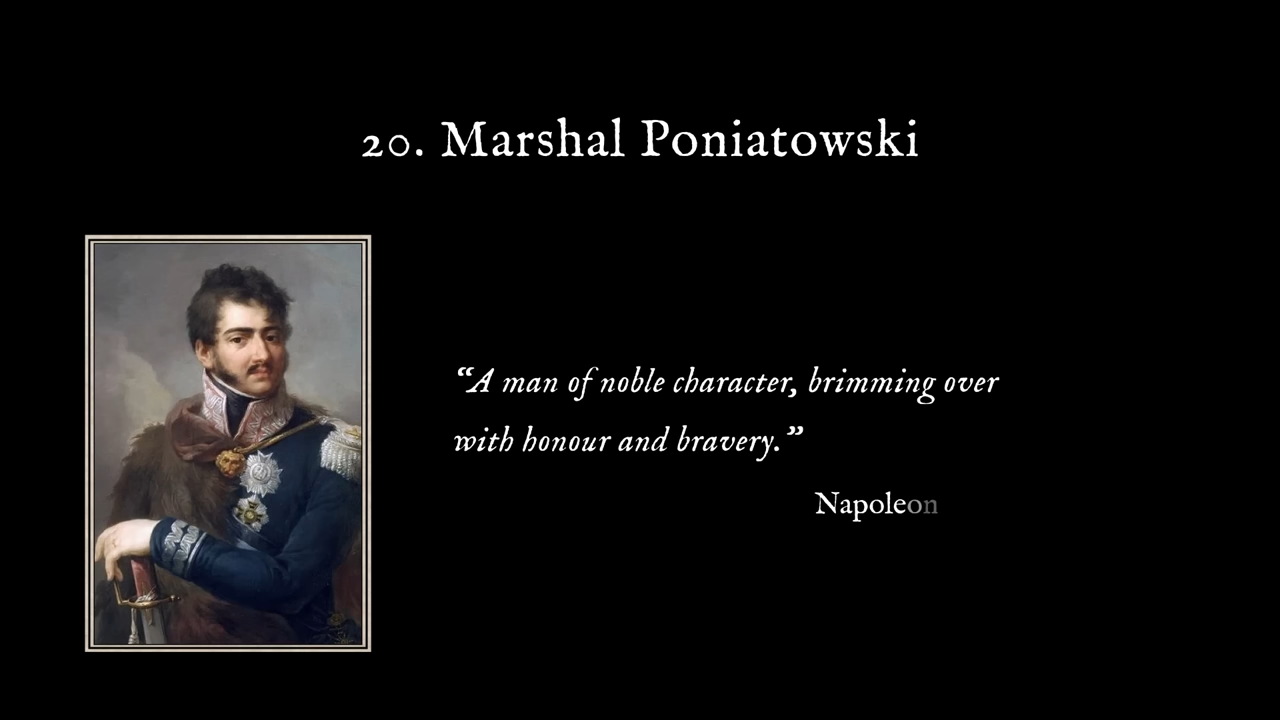 20. Marshal Poniatowski
“A man of noble character, brimming over
with honour and bravery.”
Napoleon